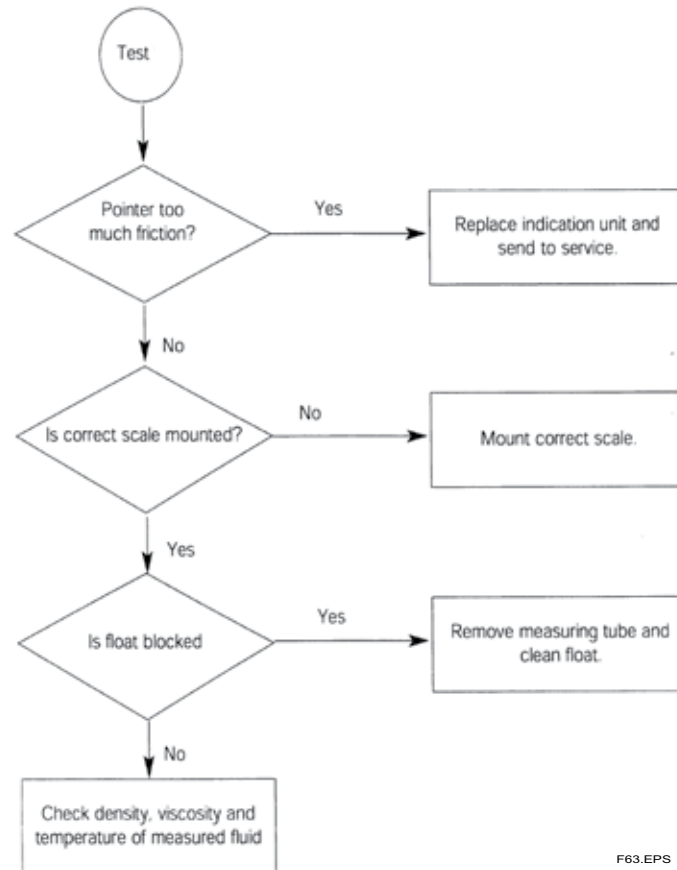 Test
Pointer too
much friction?
Yes
Replace indication unit and
send to service.
No
Is correct scale mounted?
No
Mount correct scale.
Yes
Is float blocked
Yes
Remove measuring tube and
clean float.
No
Check density, viscosity and
temperature of measured fluid
F63.EPS